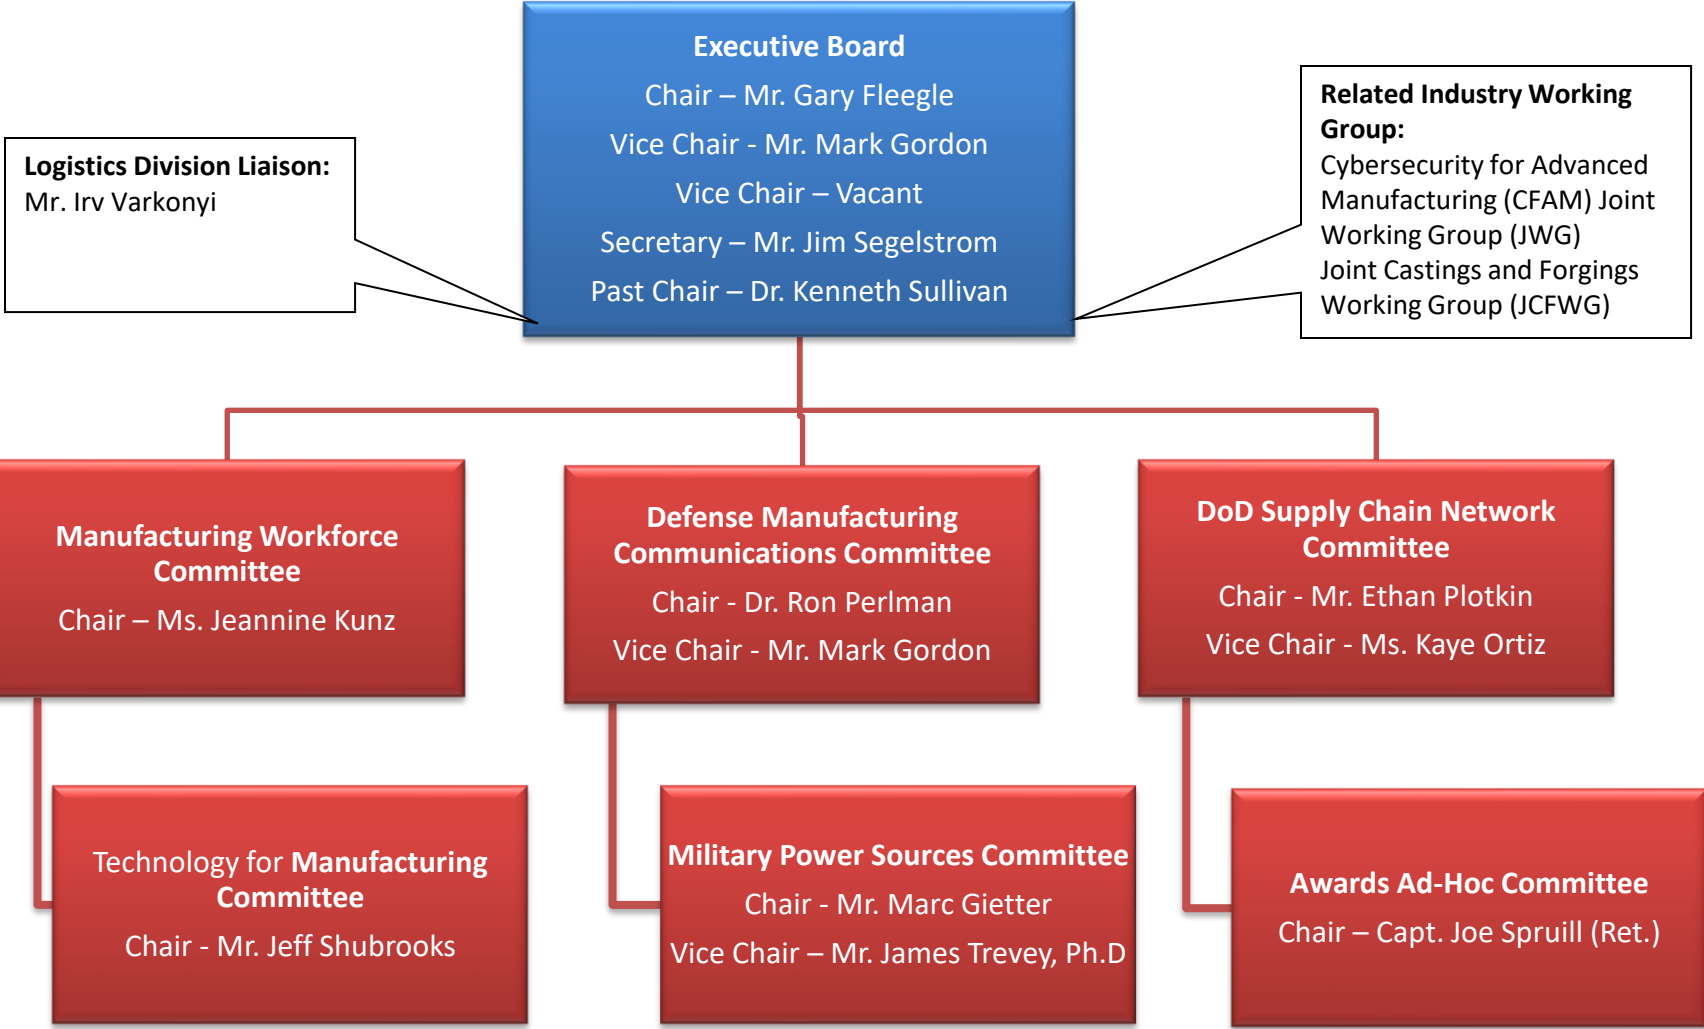 Executive Board
Chair – Mr. Gary Fleegle
Vice Chair - Mr. Mark Gordon
Vice Chair – Vacant
Secretary – Mr. Jim Segelstrom
Past Chair – Dr. Kenneth Sullivan
Logistics Division Liaison:
Mr. Irv Varkonyi
Related Industry Working
Group:
Cybersecurity for Advanced
Manufacturing (CFAM) Joint
Working Group (JWG)
Joint Castings and Forgings
Working Group (JCFWG)
Manufacturing Workforce
Committee
Chair – Ms. Jeannine Kunz
Defense Manufacturing
Communications Committee
Chair - Dr. Ron Perlman
Vice Chair - Mr. Mark Gordon
DoD Supply Chain Network
Committee
Chair - Mr. Ethan Plotkin
Vice Chair - Ms. Kaye Ortiz
Technology for Manufacturing
Committee
Chair - Mr. Jeff Shubrooks
Military Power Sources Committee
Chair - Mr. Marc Gietter
Vice Chair – Mr. James Trevey, Ph.D
Awards Ad-Hoc Committee
Chair – Capt. Joe Spruill (Ret.)